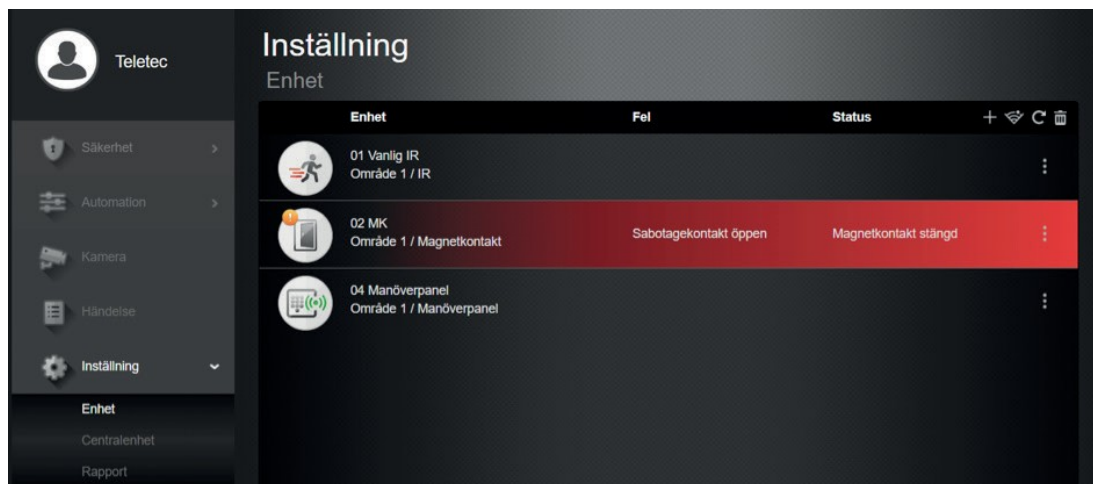 Teletec
Inställning
Enhet
Enhet Fel Status
Säkerhet
01 Vanlig IR
Område 1 / IR
Automation
02 MK
Område 1 / Magnetkontakt
Sabotagekontakt öppen
Magnetkontakt stängd
Kamera
04 Manöverpanel
Område 1 / Manöverpanel
Händelse
Inställning
Enhet
Centralenhet
Rapport